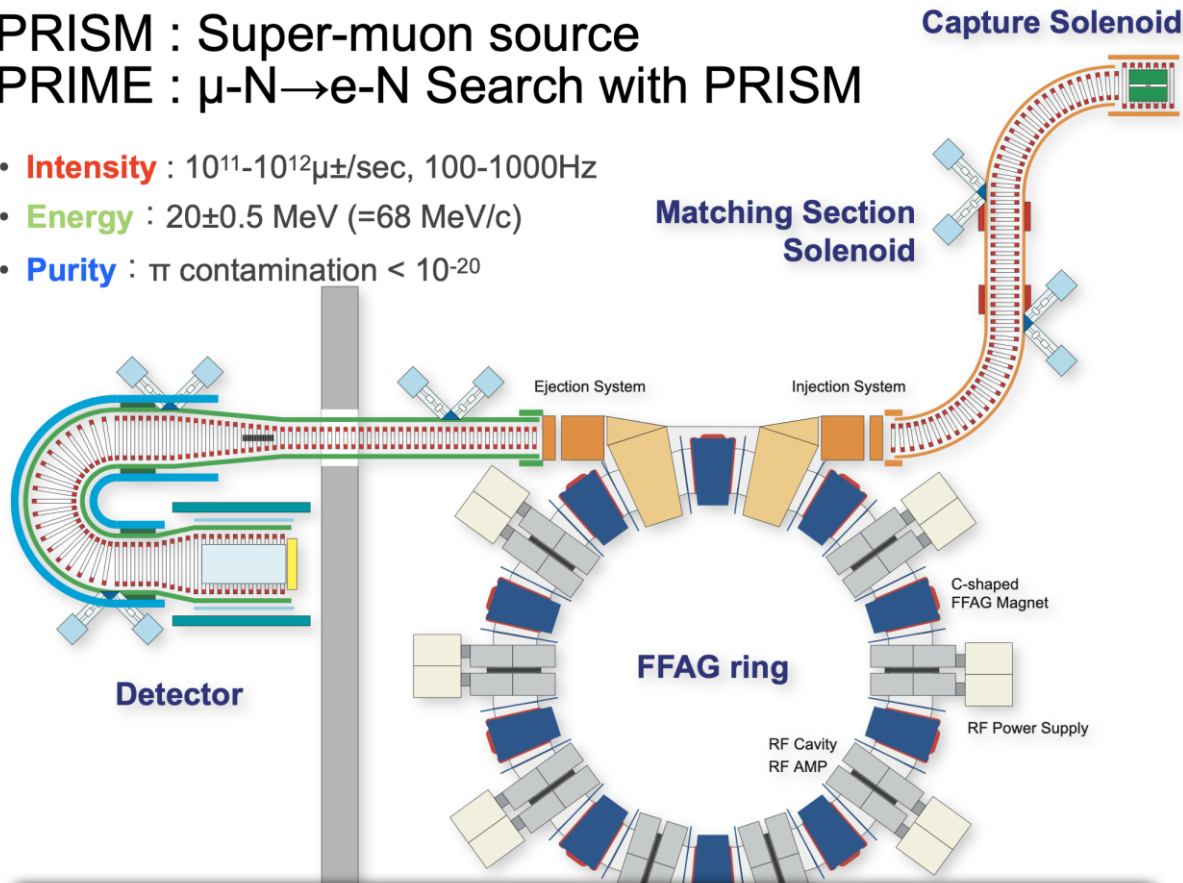 PRISM : Super-muon source
PRIME : μ-N→e-N Search with PRISM
• Intensity : 10¹¹-10¹²μ±/sec, 100-1000Hz
• Energy : 20±0.5 MeV (=68 MeV/c)
• Purity : π contamination < 10⁻²⁰
Capture Solenoid
Matching Section
Solenoid
Ejection System
Injection System
C-shaped
FFAG Magnet
FFAG ring
Detector
RF Power Supply
RF Cavity
RF AMP